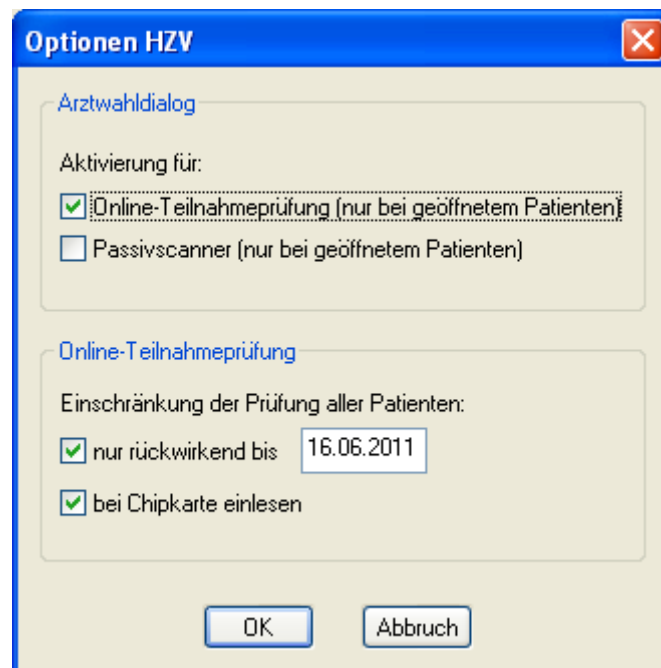 Optionen HZV
Arztwahldialog
Aktivierung für:
Online-Teilnahmeprüfung (nur bei geöffnetem Patienten)
Passivscanner (nur bei geöffnetem Patienten)
Online-Teilnahmeprüfung
Einschränkung der Prüfung aller Patienten:
nur rückwirkend bis 16.06.2011
bei Chipkarte einlesen
OK Abbruch